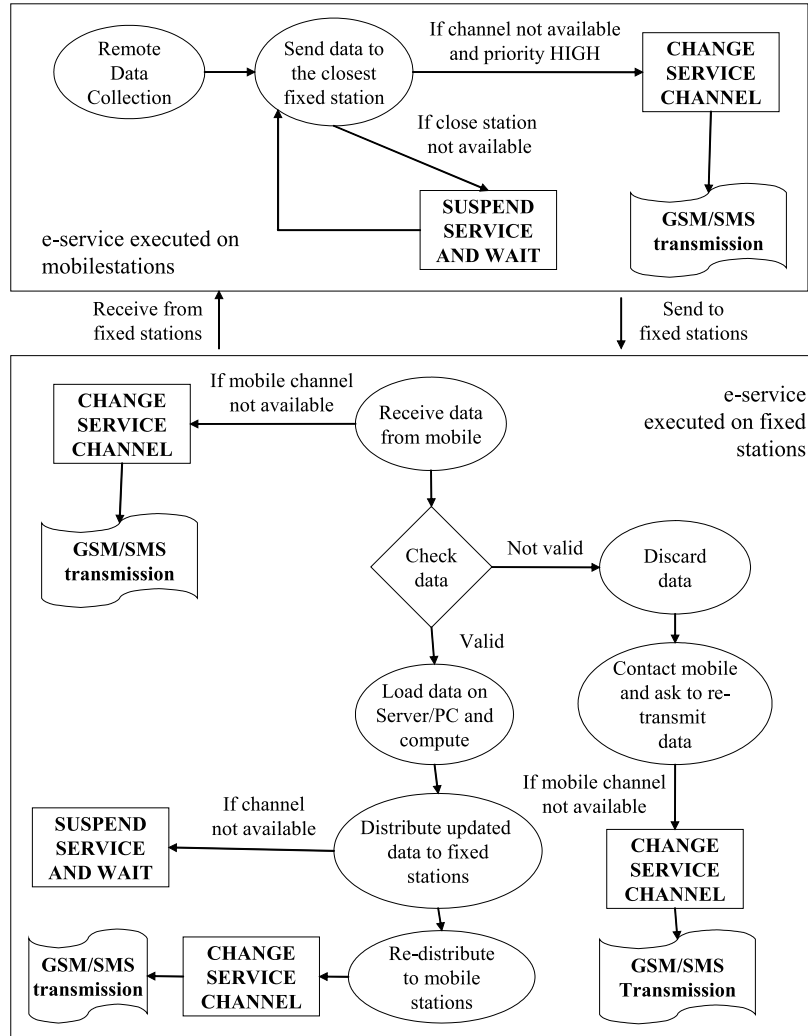 Remote
Data
Collection
Send data to
the closest
fixed station
If channel not available
and priority HIGH
CHANGE
SERVICE
CHANNEL
If close station
not available
SUSPEND
SERVICE
AND WAIT
GSM/SMS
transmission
e-service executed on
mobilestations
Receive from
fixed stations
Send to
fixed stations
e-service
executed on fixed
stations
If mobile channel
not available
CHANGE
SERVICE
CHANNEL
Receive data
from mobile
GSM/SMS
transmission
Check
data
Not valid
Discard
data
Valid
Load data on
Server/PC and
compute
Contact mobile
and ask to re-
transmit
data
If mobile channel
not available
If channel
not available
SUSPEND
SERVICE
AND WAIT
Distribute updated
data to fixed
stations
CHANGE
SERVICE
CHANNEL
GSM/SMS
transmission
CHANGE
SERVICE
CHANNEL
Re-distribute
to mobile
stations
GSM/SMS
Transmission